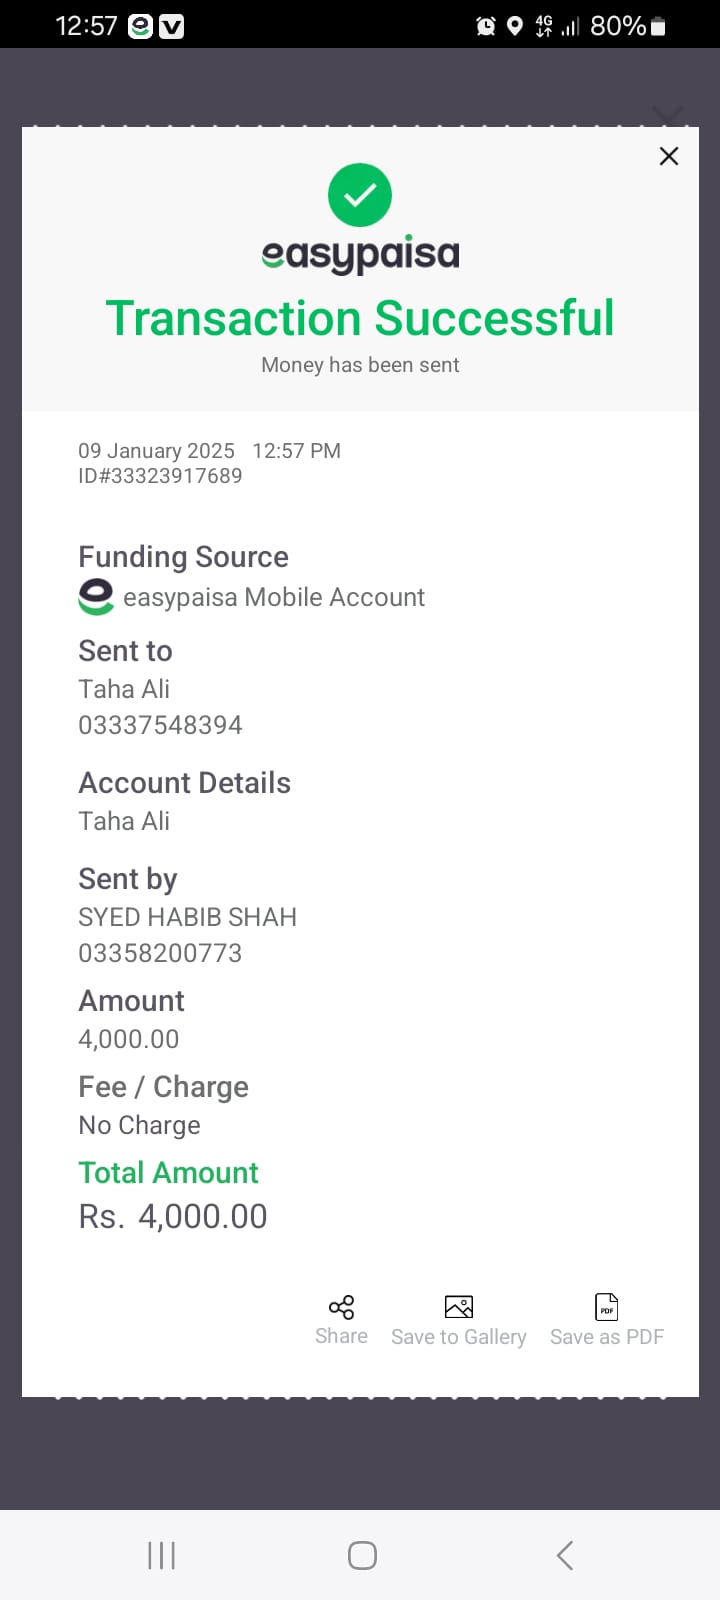 12:57
4G
80%
easypaisa
Transaction Successful
Money has been sent
09 January 2025 12:57 PM
ID#33323917689
Funding Source
easypaisa Mobile Account
Sent to
Taha Ali
03337548394
Account Details
Taha Ali
Sent by
SYED HABIB SHAH
03358200773
Amount
4,000.00
Fee / Charge
No Charge
Total Amount
Rs. 4,000.00
PDF
Share Save to Gallery Save as PDF